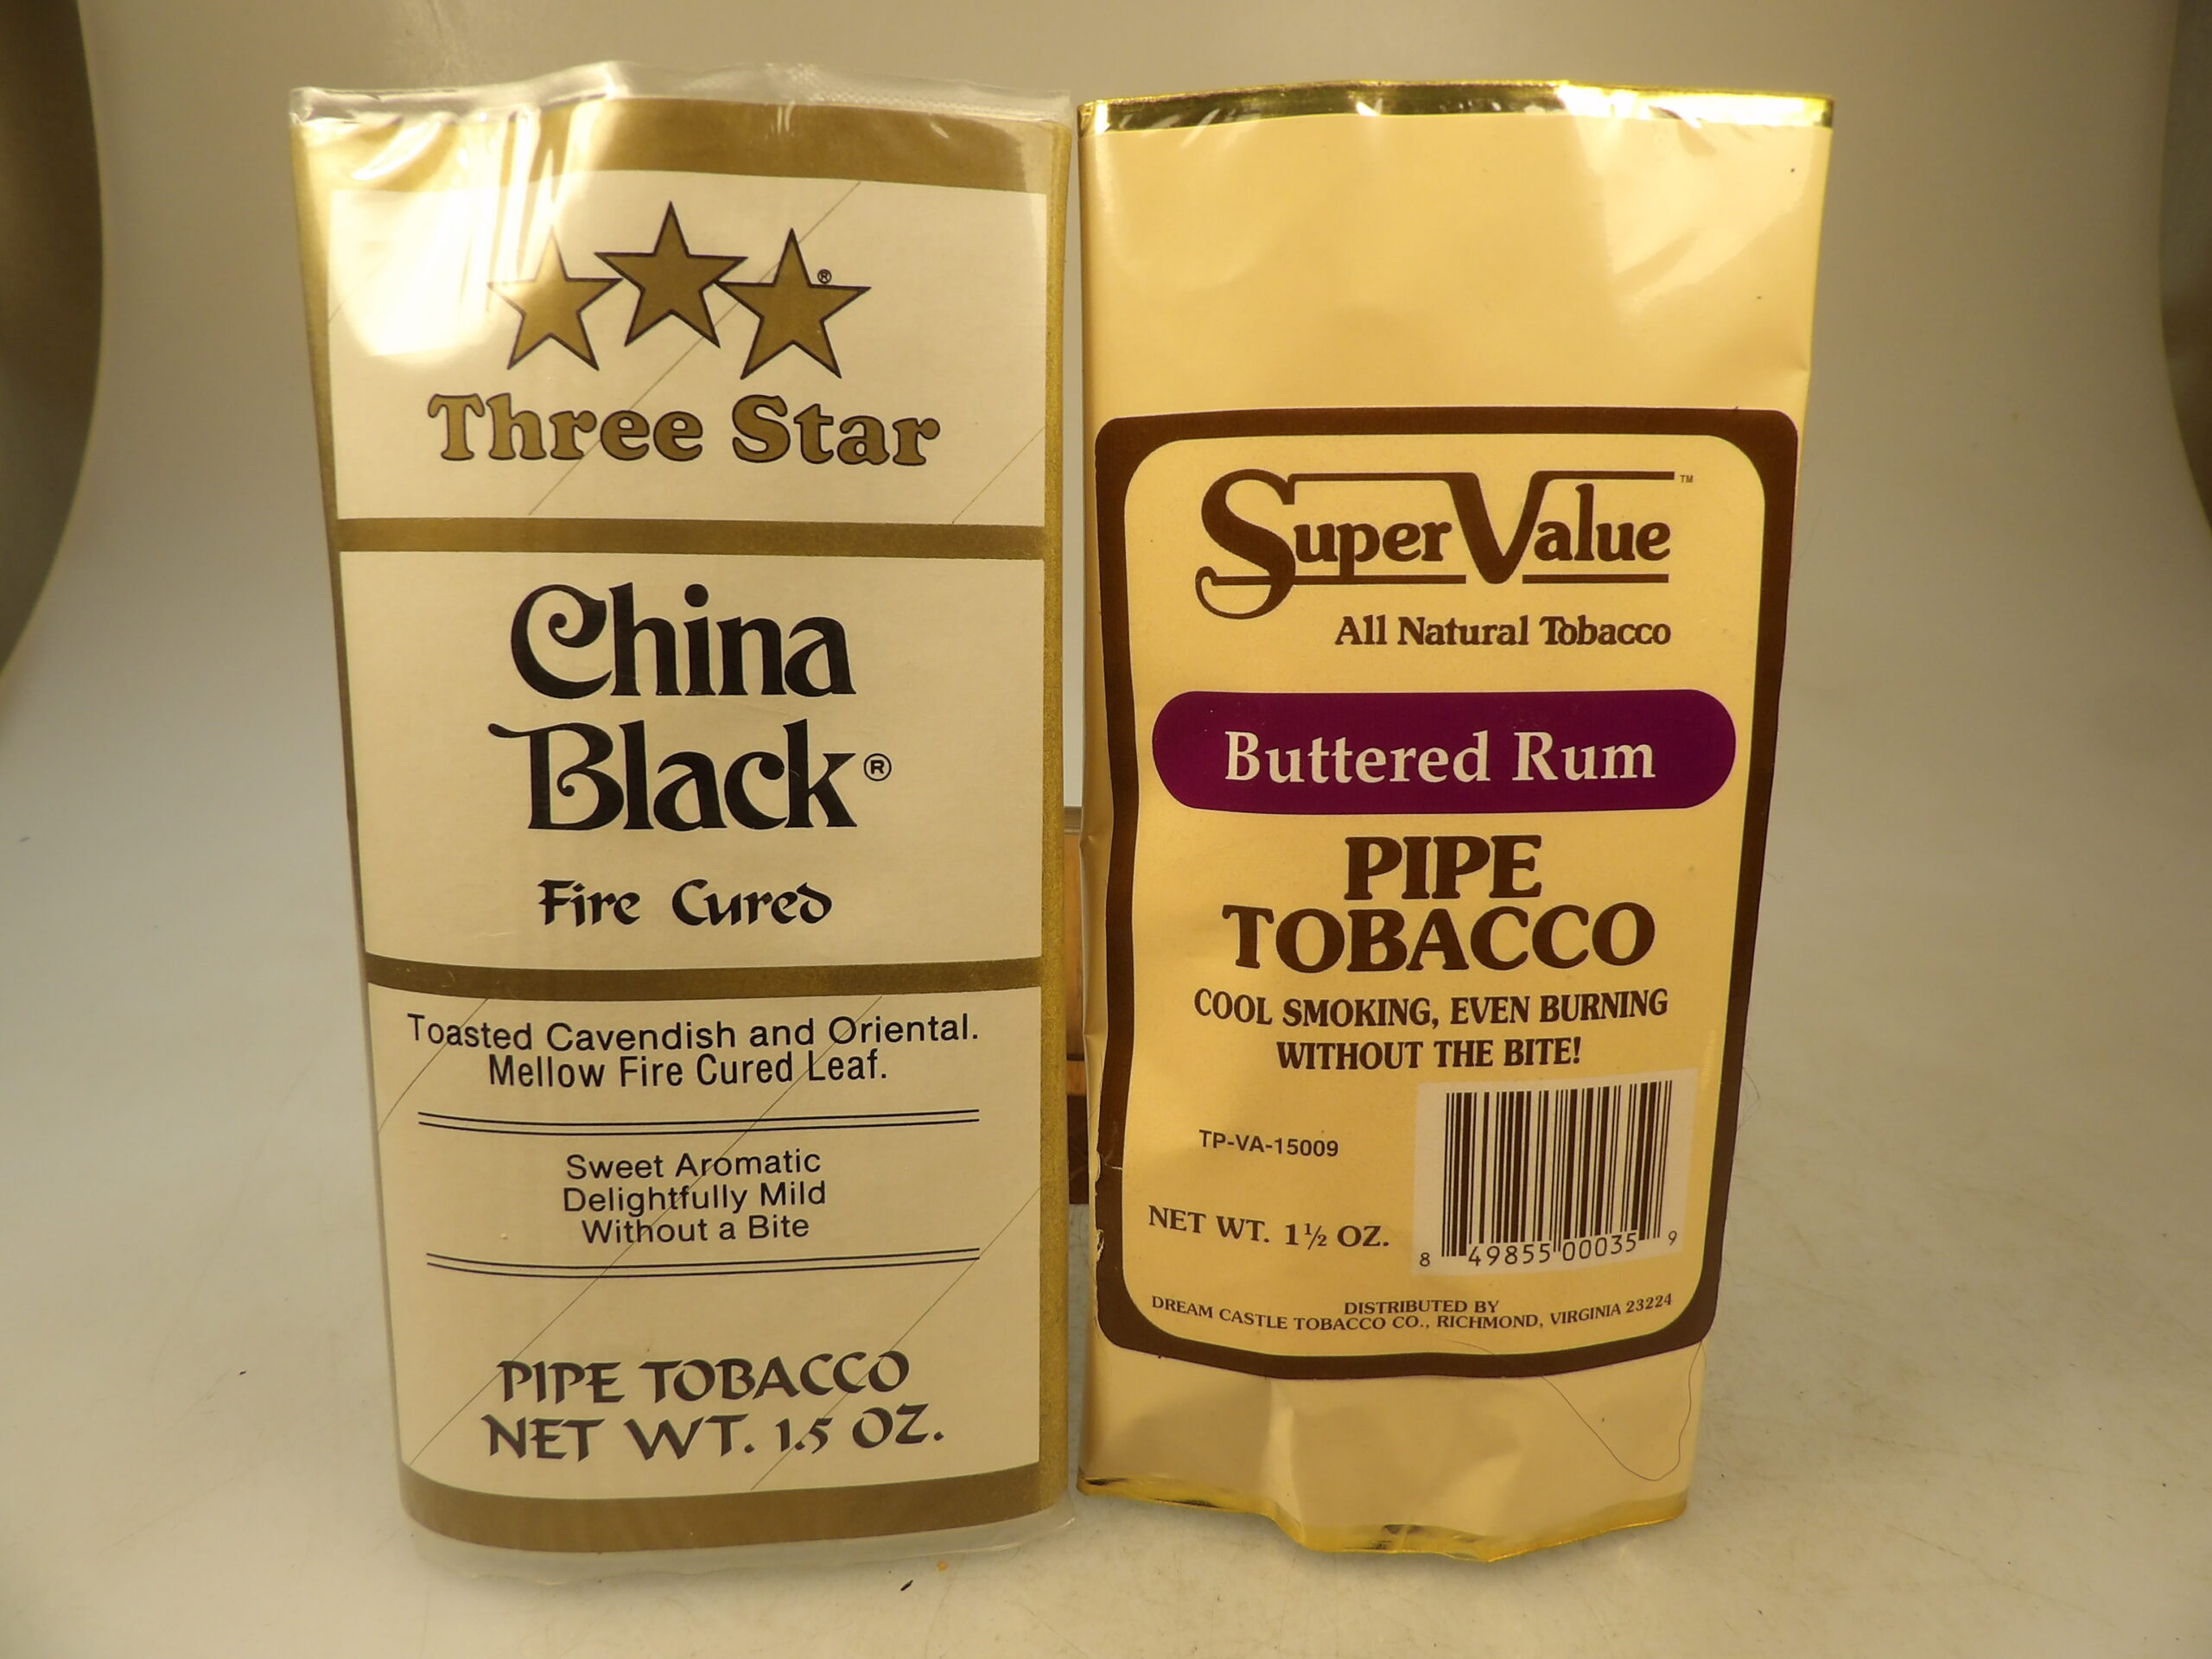 ®
Three Star
China
Black®
Fire Cured
Toasted Cavendish and Oriental.
Mellow Fire Cured Leaf.
Sweet Aromatic
Delightfully Mild
Without a Bite
PIPE TOBACCO
NET WT. 1.5 OZ.
SuperValue™
All Natural Tobacco
Buttered Rum
PIPE
TOBACCO
COOL SMOKING, EVEN BURNING
WITHOUT THE BITE!
TP-VA-15009
NET WT. 1½ OZ.
8 49855 00035 9
DISTRIBUTED BY
DREAM CASTLE TOBACCO CO., RICHMOND, VIRGINIA 23224